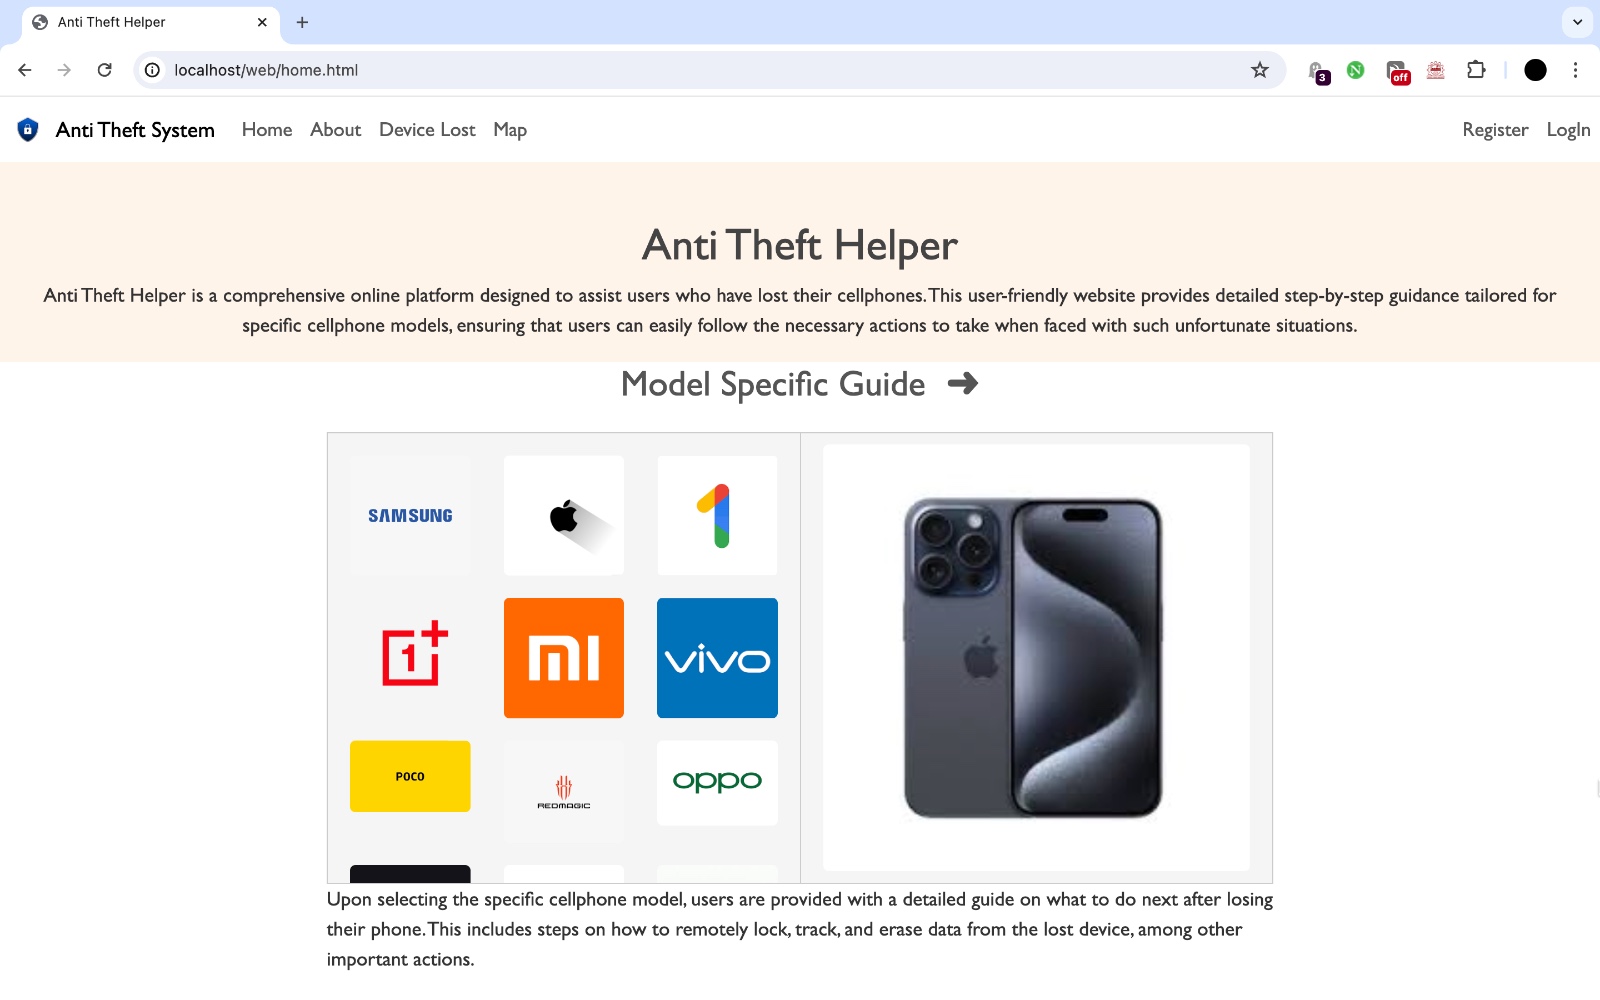 Anti Theft Helper
localhost/web/home.html
3
N
off
Anti Theft System Home About Device Lost Map Register LogIn
Anti Theft Helper
Anti Theft Helper is a comprehensive online platform designed to assist users who have lost their cellphones. This user-friendly website provides detailed step-by-step guidance tailored for
specific cellphone models, ensuring that users can easily follow the necessary actions to take when faced with such unfortunate situations.
Model Specific Guide ➜
SAMSUNG
1
1+
mi
vivo
POCO
REDMAGIC
oppo
Upon selecting the specific cellphone model, users are provided with a detailed guide on what to do next after losing
their phone. This includes steps on how to remotely lock, track, and erase data from the lost device, among other
important actions.